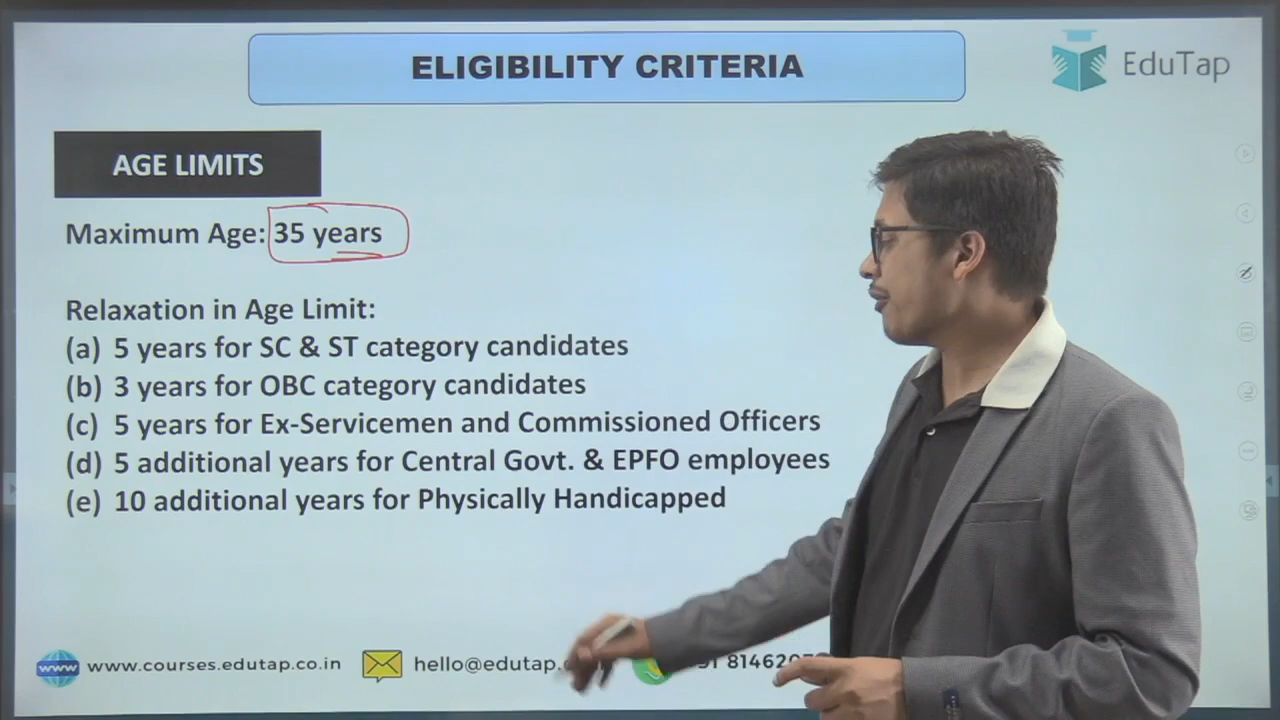 ELIGIBILITY CRITERIA
EduTap
AGE LIMITS
Maximum Age: 35 years
Relaxation in Age Limit:
(a) 5 years for SC & ST category candidates
(b) 3 years for OBC category candidates
(c) 5 years for Ex-Servicemen and Commissioned Officers
(d) 5 additional years for Central Govt. & EPFO employees
(e) 10 additional years for Physically Handicapped
www
www.courses.edutap.co.in